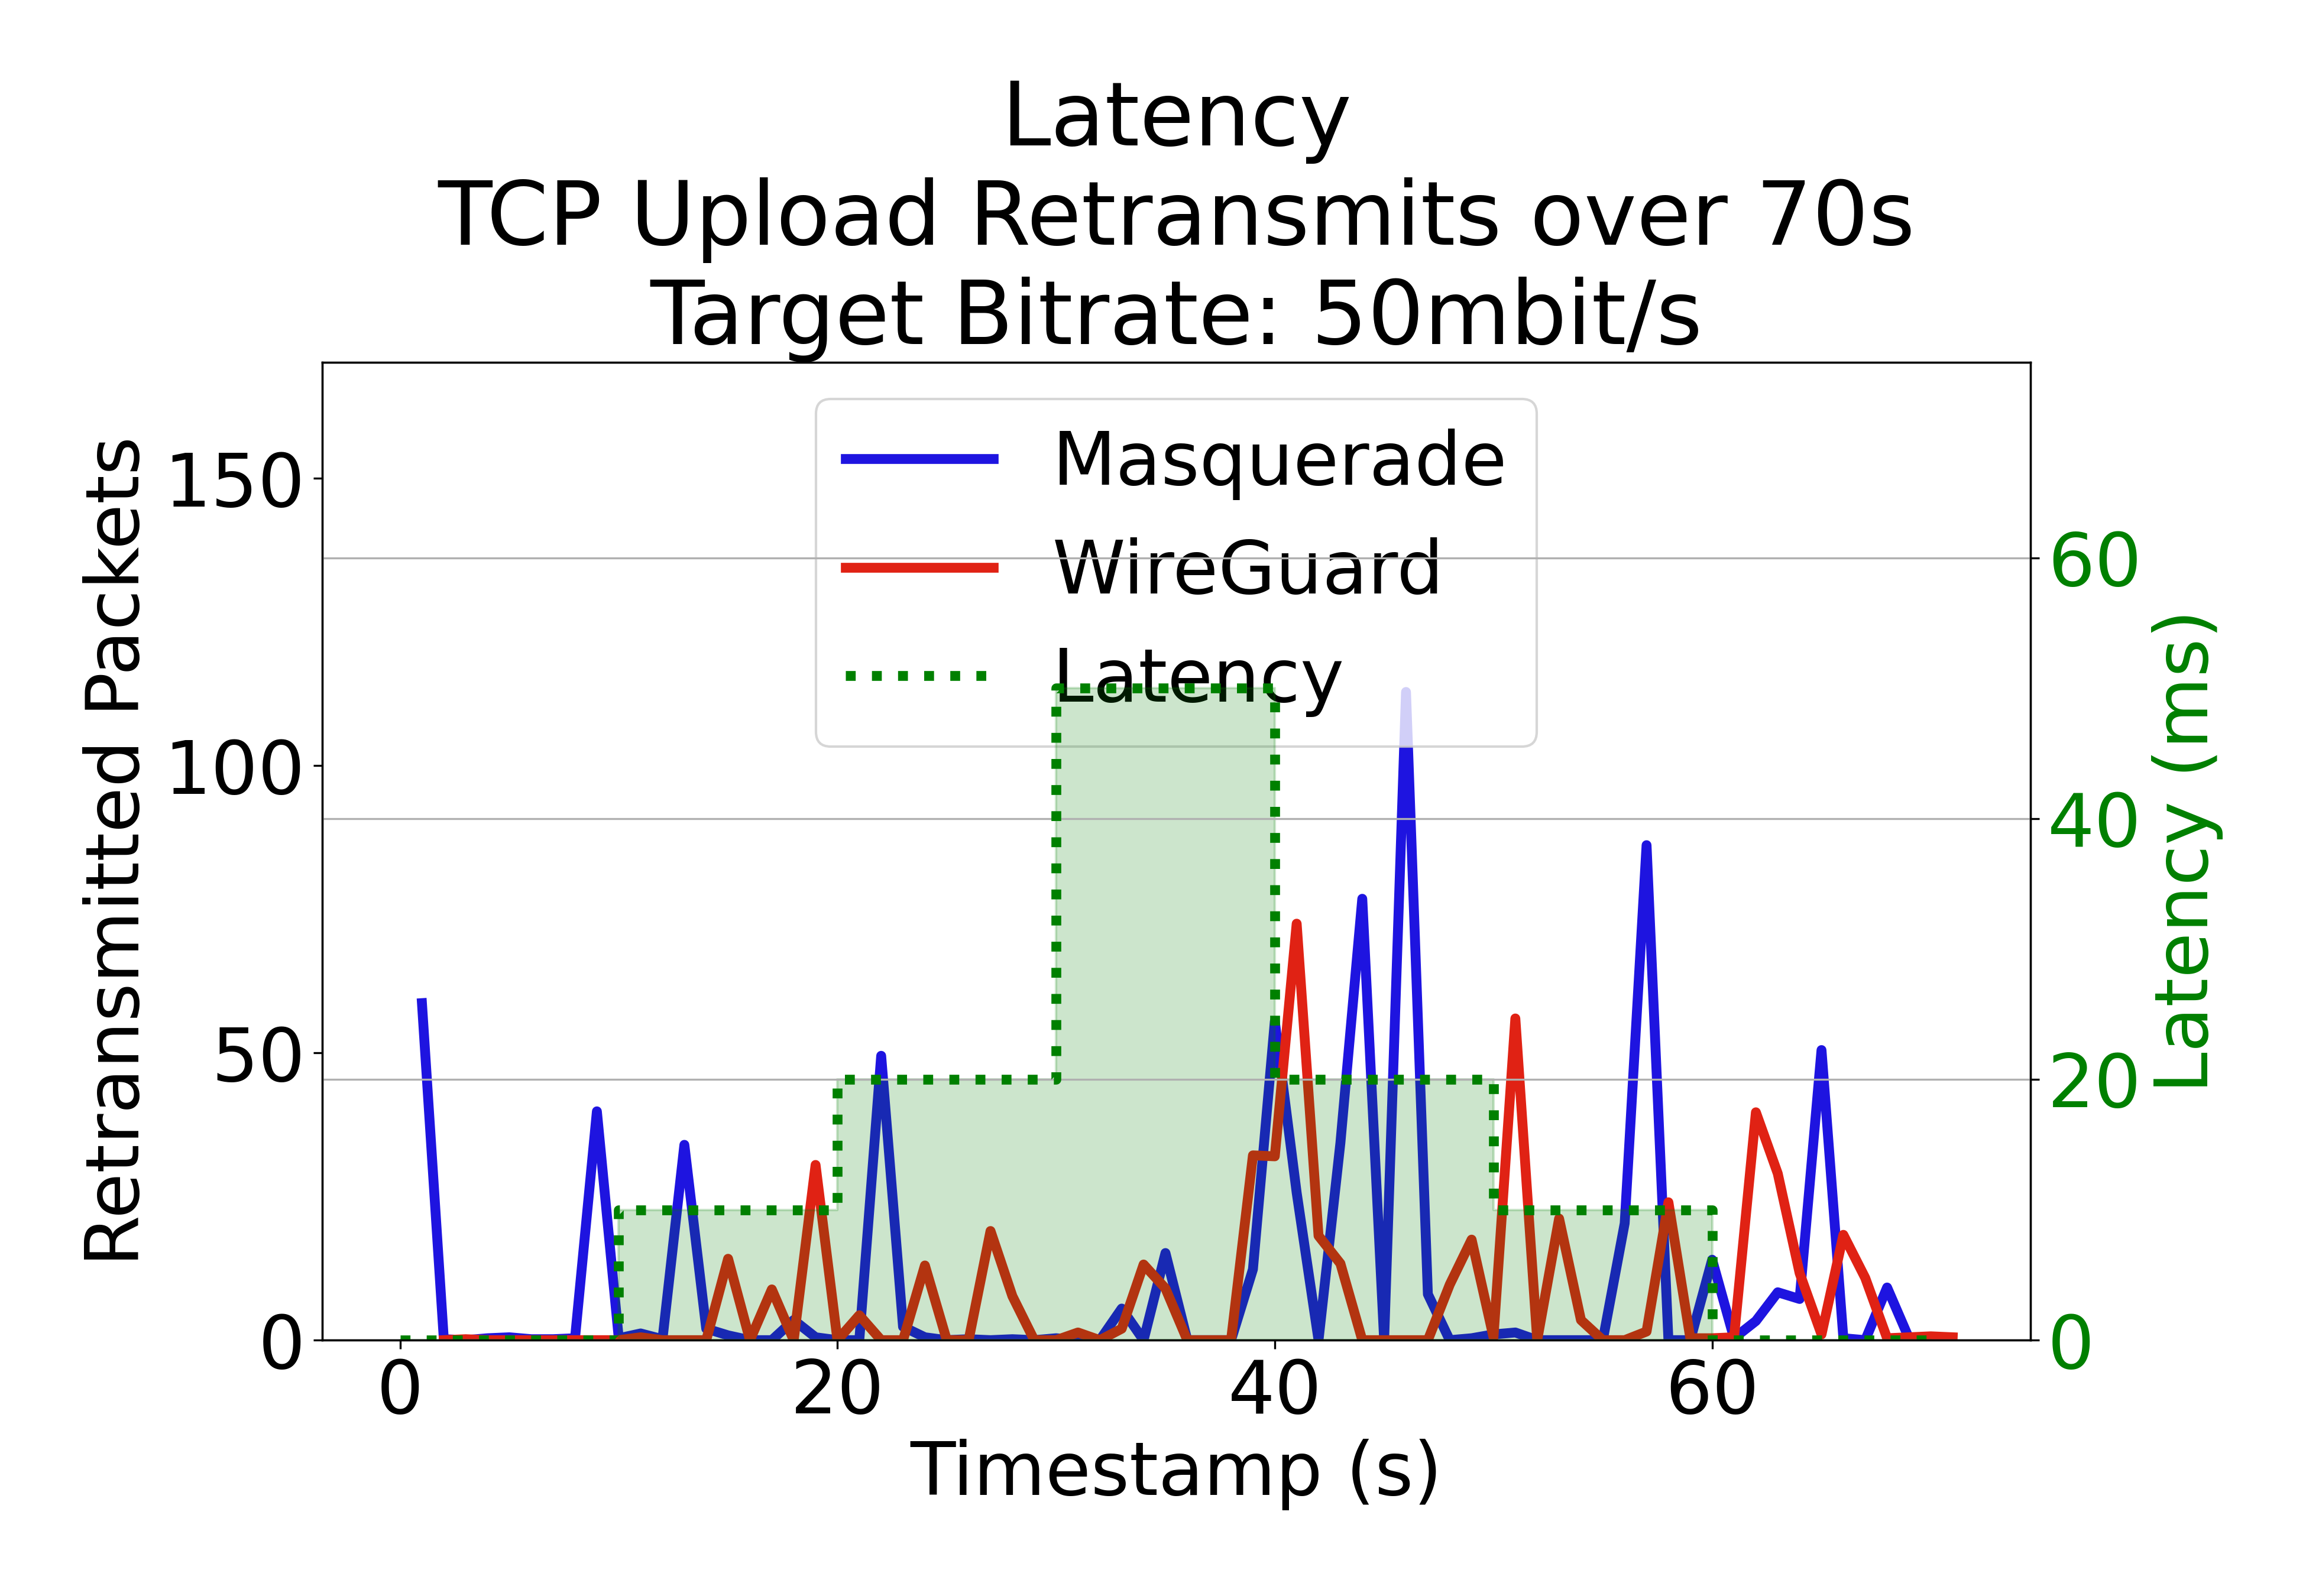 Latency
TCP Upload Retransmits over 70s
Target Bitrate: 50mbit/s
Retransmitted Packets
150
100
50
0
Masquerade
WireGuard
Latency
60
40
20
0
Latency (ms)
0
20
40
60
Timestamp (s)